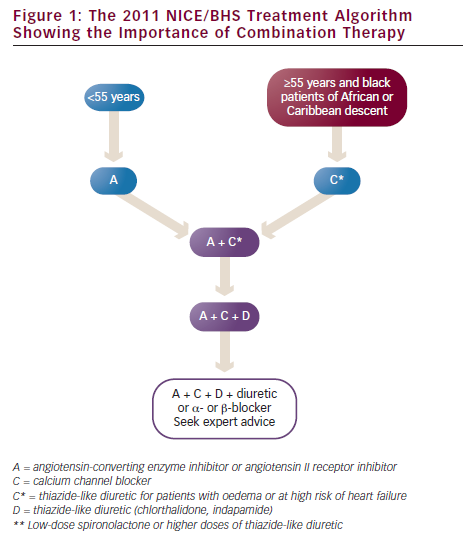 Figure 1: The 2011 NICE/BHS Treatment Algorithm
Showing the Importance of Combination Therapy
<55 years
≥55 years and black
patients of African or
Caribbean descent
A
C*
A + C*
A + C + D
A + C + D + diuretic
or α- or β-blocker
Seek expert advice
A = angiotensin-converting enzyme inhibitor or angiotensin II receptor inhibitor
C = calcium channel blocker
C* = thiazide-like diuretic for patients with oedema or at high risk of heart failure
D = thiazide-like diuretic (chlorthalidone, indapamide)
** Low-dose spironolactone or higher doses of thiazide-like diuretic